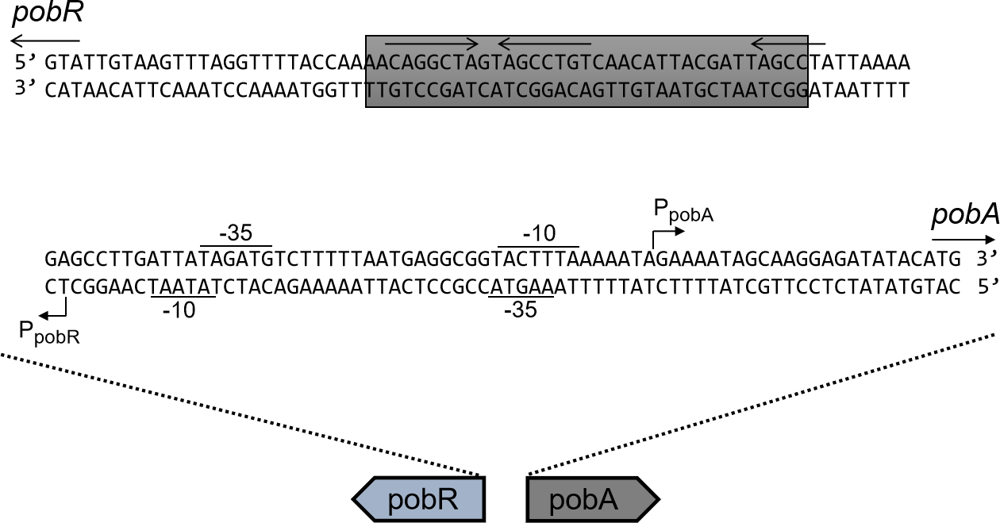 pobR
5’ GTATTGTAAGTTTAGGTTTTACCAAAACAGGCTAGTAGCCTGTCAACATTACGATTAGCCTATTAAAA
3’ CATAACATTCAAATCCAAAATGGTTTTGTCCGATCATCGGACAGTTGTAATGCTAATCGGATAATTTT
PpobA
pobA
-35
-10
GAGCCTTGATTATAGATGTCTTTTTAATGAGGCGGTACTTTAAAAATAGAAAATAGCAAGGAGATATACATG 3’
CTCGGAACTAATATCTACAGAAAAATTACTCCGCCATGAAATTTTTATCTTTTATCGTTCCTCTATATGTAC 5’
-10
-35
PpobR
pobR
pobA